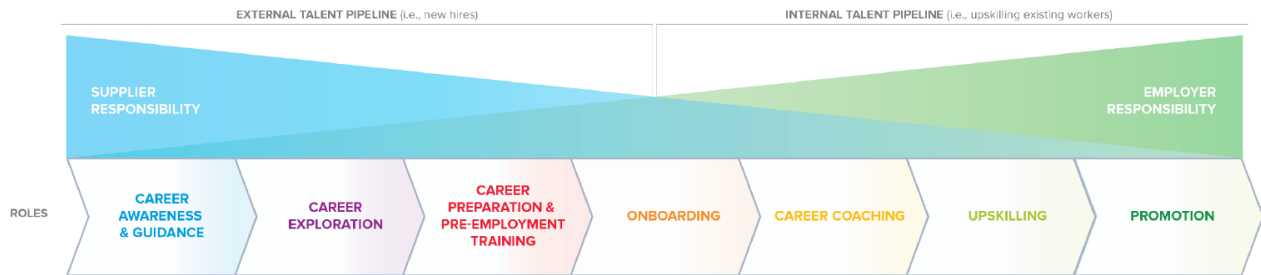 EXTERNAL TALENT PIPELINE (i.e., new hires)
INTERNAL TALENT PIPELINE (i.e., upskilling existing workers)
SUPPLIER
RESPONSIBILITY
EMPLOYER
RESPONSIBILITY
ROLES
CAREER
AWARENESS
& GUIDANCE
CAREER
EXPLORATION
CAREER
PREPARATION &
PRE-EMPLOYMENT
TRAINING
ONBOARDING
CAREER COACHING
UPSKILLING
PROMOTION